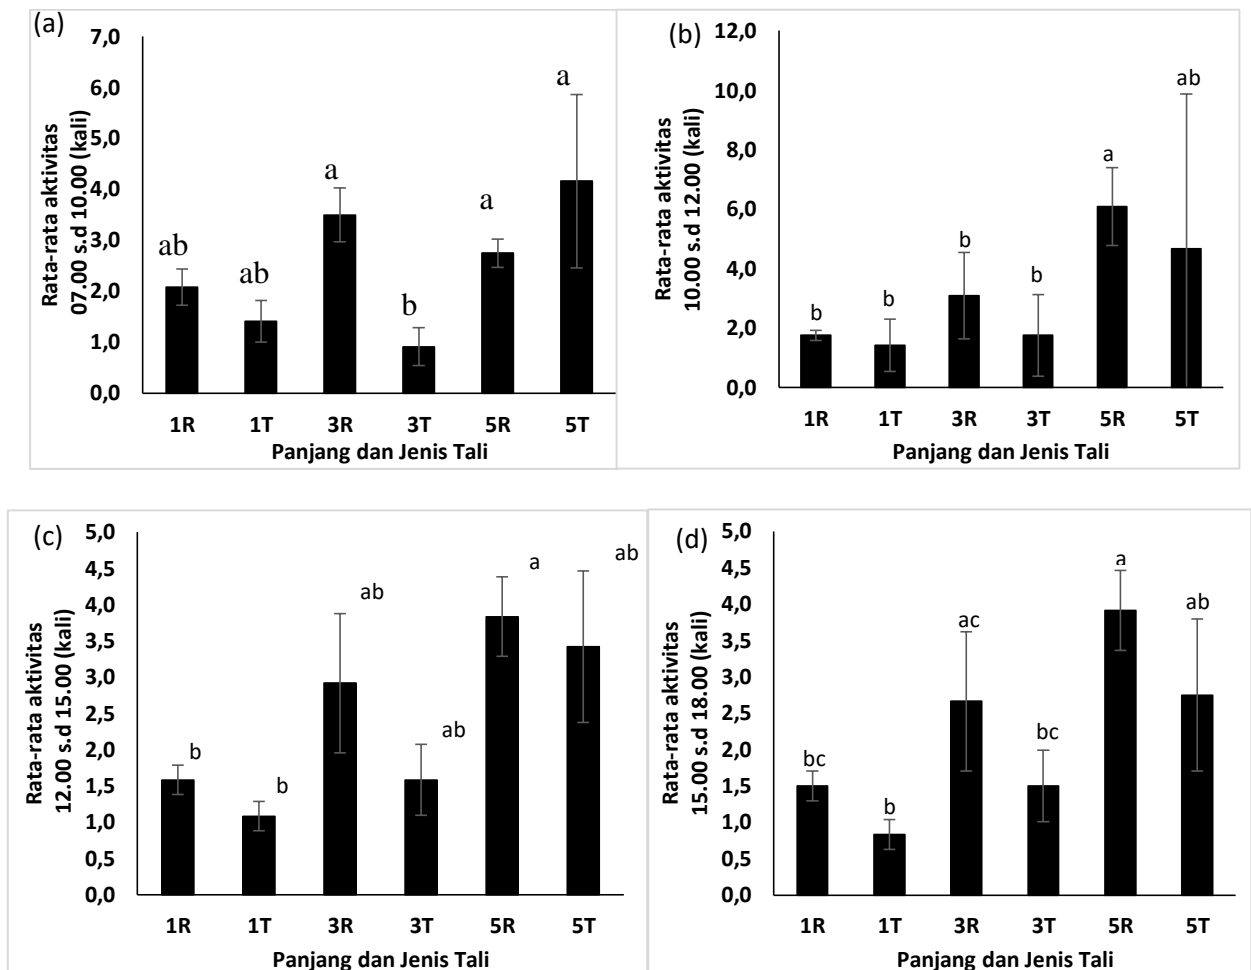 (a)
7,0
6,0
5,0
4,0
3,0
2,0
1,0
0,0
Rata-rata aktivitas
07.00 s.d 10.00 (kali)
ab
ab
a
b
a
a
1R 1T 3R 3T 5R 5T
Panjang dan Jenis Tali
(b)
12,0
10,0
8,0
6,0
4,0
2,0
0,0
Rata-rata aktivitas
10.00 s.d 12.00 (kali)
b
b
b
b
a
ab
1R 1T 3R 3T 5R 5T
Panjang dan Jenis Tali
(c)
5,0
4,5
4,0
3,5
3,0
2,5
2,0
1,5
1,0
0,5
0,0
Rata-rata aktivitas
12.00 s.d 15.00 (kali)
b
b
ab
ab
a
ab
1R 1T 3R 3T 5R 5T
Panjang dan Jenis Tali
(d)
5,0
4,5
4,0
3,5
3,0
2,5
2,0
1,5
1,0
0,5
0,0
Rata-rata aktivitas
15.00 s.d 18.00 (kali)
bc
b
ac
bc
a
ab
1R 1T 3R 3T 5R 5T
Panjang dan Jenis Tali